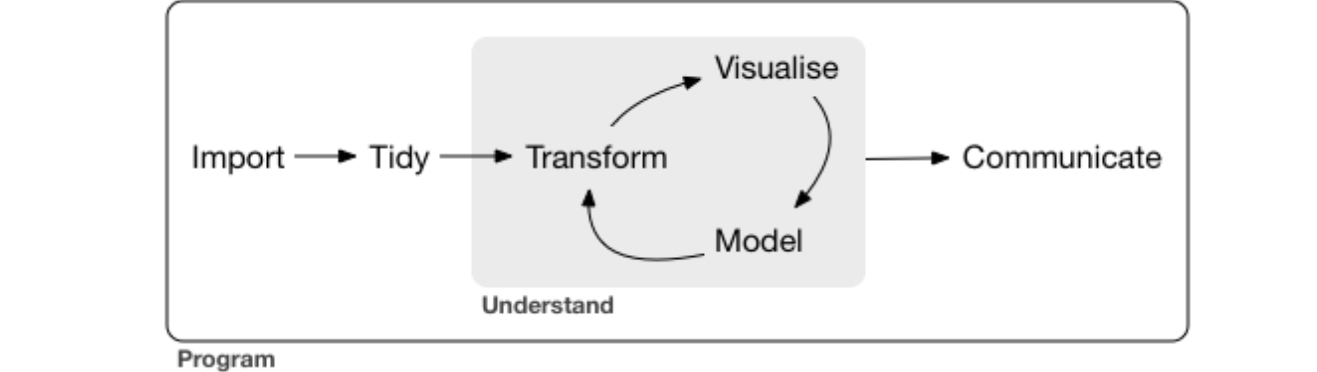 Visualise
Import
Tidy
Transform
Communicate
Model
Understand
Program